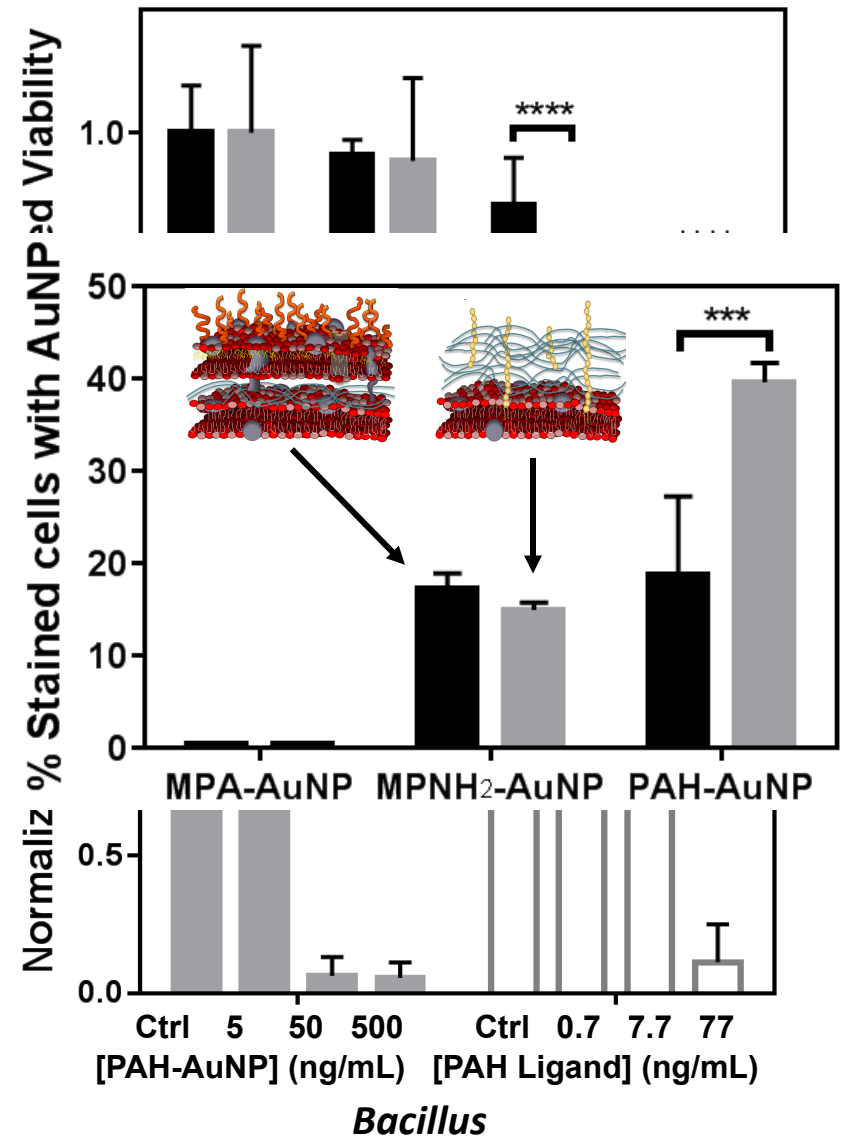 ed Viability
1.0
****
% Stained cells with AuNP
50
40
30
20
10
0
***
MPA-AuNP MPNH2-AuNP PAH-AuNP
Normaliz
0.5
0.0
Ctrl 5 50 500 Ctrl 0.7 7.7 77
[PAH-AuNP] (ng/mL) [PAH Ligand] (ng/mL)
Bacillus